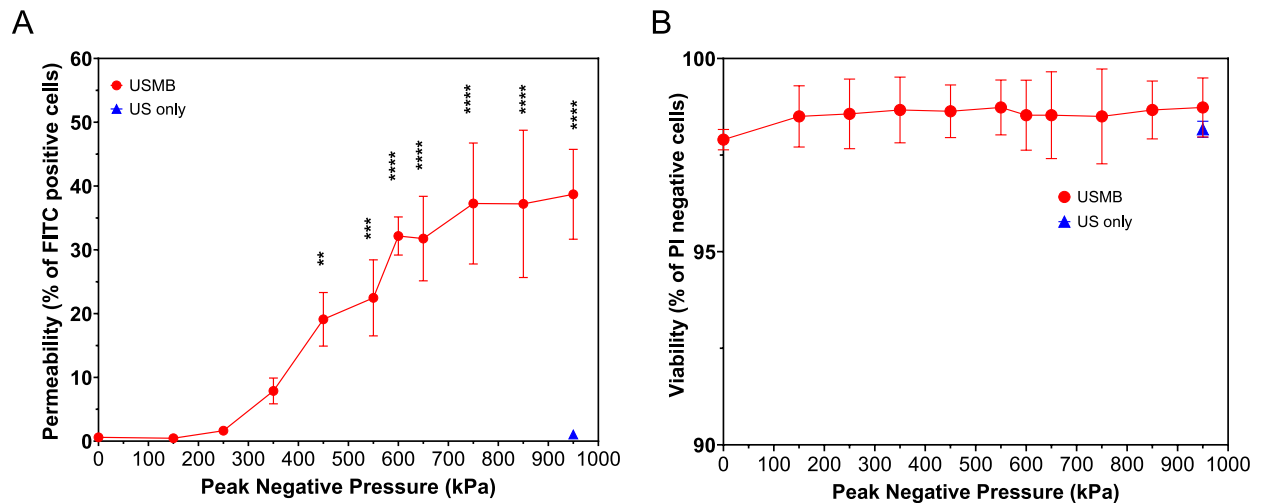 A
Permeability (% of FITC positive cells)
60
50
40
30
20
10
0
USMB
US only
**
***
****
****
****
****
****
0 100 200 300 400 500 600 700 800 900 1000
Peak Negative Pressure (kPa)
B
Viability (% of PI negative cells)
100
95
90
USMB
US only
0 100 200 300 400 500 600 700 800 900 1000
Peak Negative Pressure (kPa)